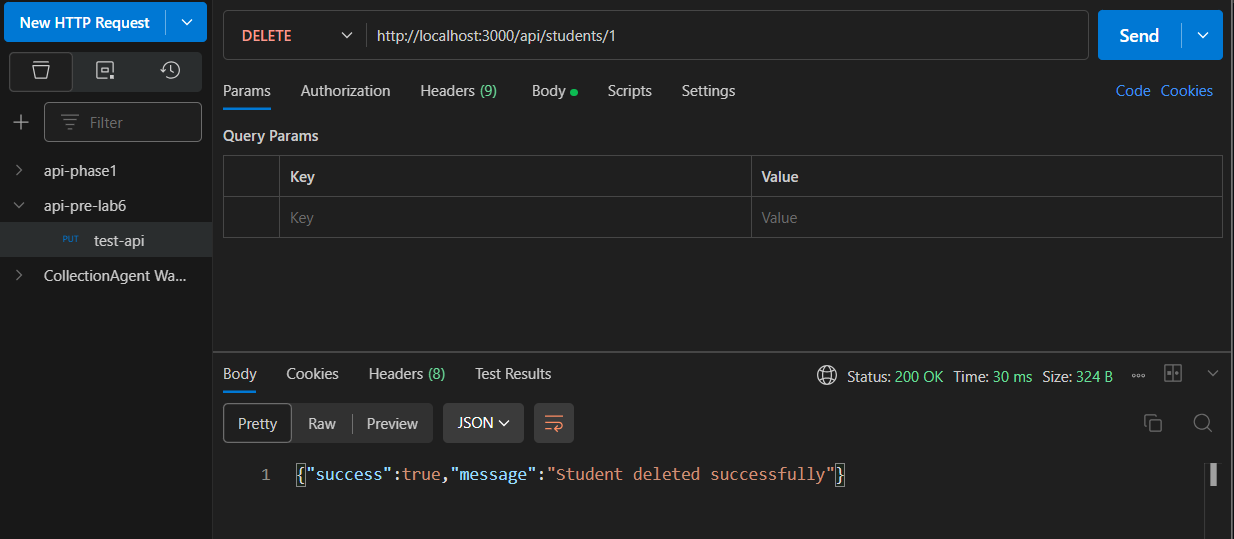 New HTTP Request
DELETE http://localhost:3000/api/students/1 Send
Params Authorization Headers (9) Body Scripts Settings Code Cookies
Filter
Query Params
Key Value
Key Value
api-phase1
api-pre-lab6
PUT test-api
CollectionAgent Wa...
Body Cookies Headers (8) Test Results Status: 200 OK Time: 30 ms Size: 324 B
Pretty Raw Preview JSON
1 {"success":true,"message":"Student deleted successfully"}